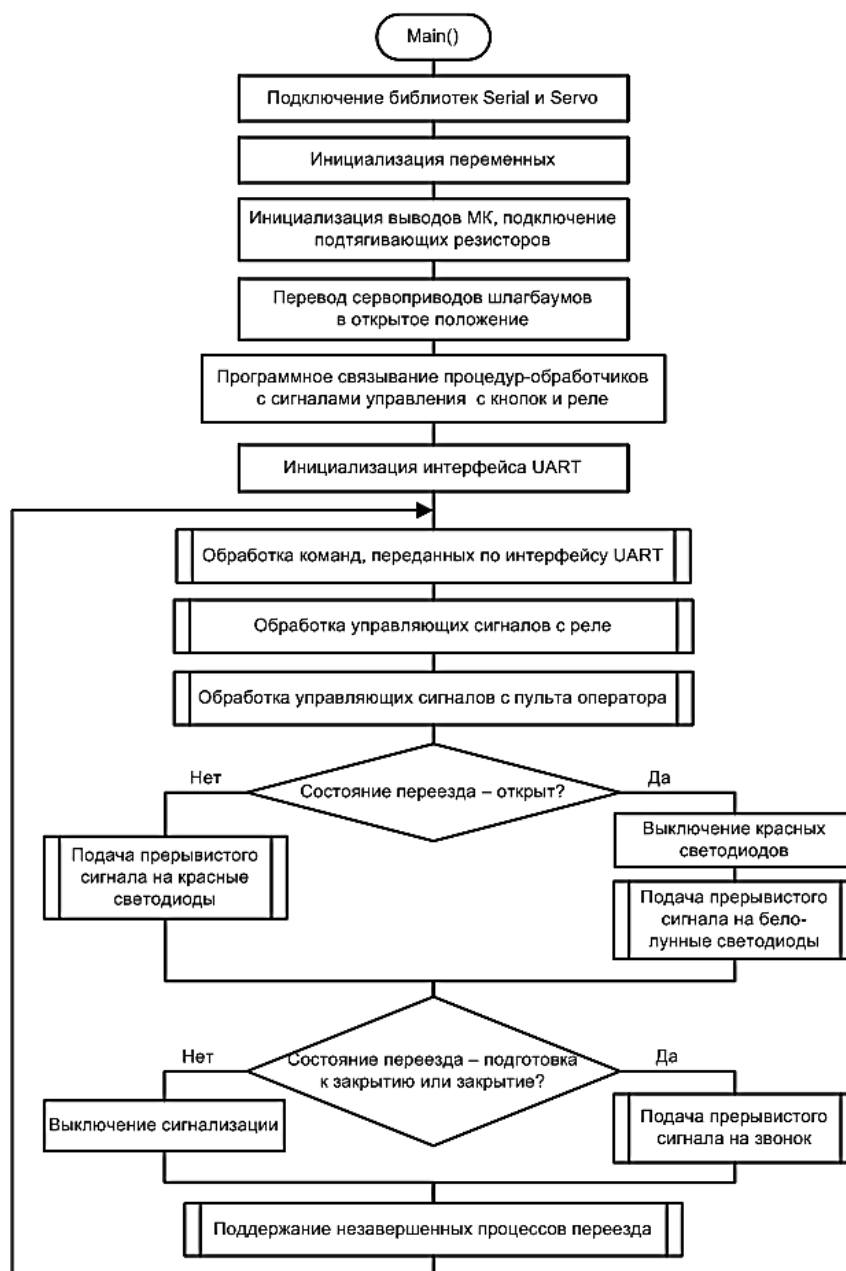 Main()
Подключение библиотек Serial и Servo
Инициализация переменных
Инициализация выводов МК, подключение
подтягивающих резисторов
Перевод сервоприводов шлагбаумов
в открытое положение
Программное связывание процедур-обработчиков
с сигналами управления с кнопок и реле
Инициализация интерфейса UART
Обработка команд, переданных по интерфейсу UART
Обработка управляющих сигналов с реле
Обработка управляющих сигналов с пульта оператора
Нет
Состояние переезда – открыт?
Да
Подача прерывистого
сигнала на красные
светодиоды
Выключение красных
светодиодов
Подача прерывистого
сигнала на бело-
лунные светодиоды
Нет
Состояние переезда – подготовка
к закрытию или закрытие?
Да
Выключение сигнализации
Подача прерывистого
сигнала на звонок
Поддержание незавершенных процессов переезда